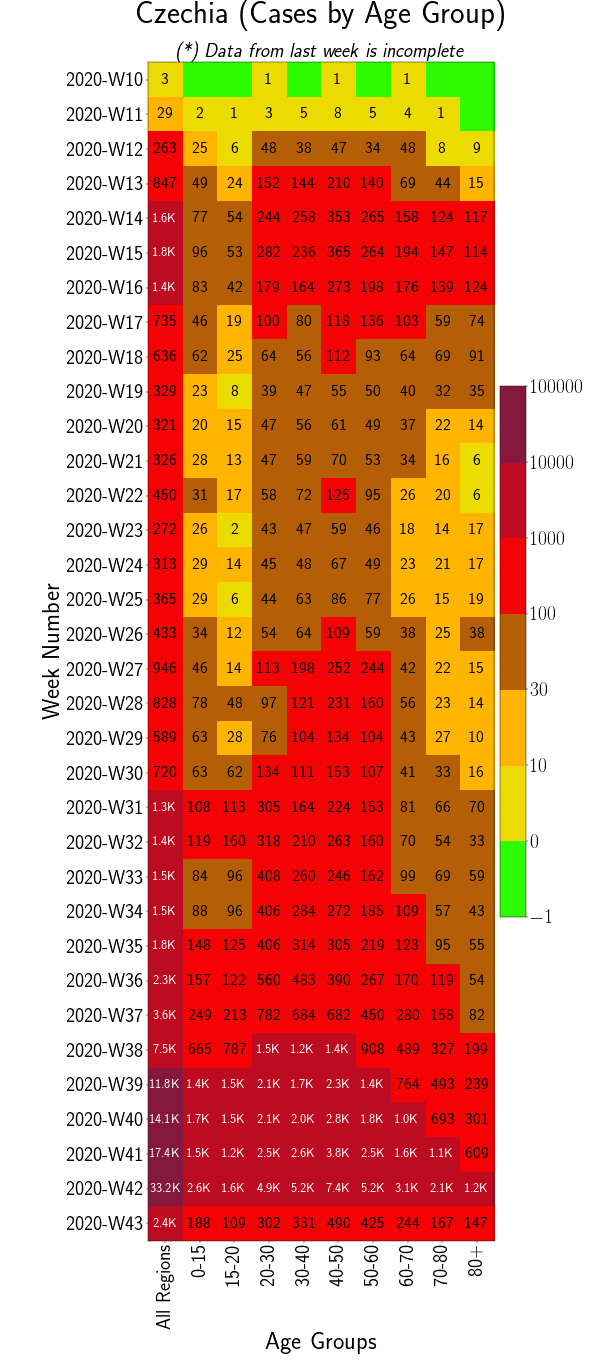 Czechia (Cases by Age Group)
(*) Data from last week is incomplete
2020-W10 3 1 1 1
2020-W11 29 2 1 3 5 8 5 4 1
2020-W12 263 25 6 48 38 47 34 48 8 9
2020-W13 847 49 24 152 144 210 140 69 44 15
2020-W14 1.6K 77 54 244 258 353 265 158 124 117
2020-W15 1.8K 96 53 282 236 365 264 194 147 114
2020-W16 1.4K 83 42 179 164 273 198 176 139 124
2020-W17 735 46 19 100 80 118 136 103 59 74
2020-W18 636 62 25 64 56 112 93 64 69 91
2020-W19 329 23 8 39 47 55 50 40 32 35
2020-W20 321 20 15 47 56 61 49 37 22 14
2020-W21 326 28 13 47 59 70 53 34 16 6
2020-W22 450 31 17 58 72 125 95 26 20 6
2020-W23 272 26 2 43 47 59 46 18 14 17
2020-W24 313 29 14 45 48 67 49 23 21 17
2020-W25 365 29 6 44 63 86 77 26 15 19
2020-W26 433 34 12 54 64 109 59 38 25 38
2020-W27 946 46 14 113 198 252 244 42 22 15
2020-W28 828 78 48 97 121 231 160 56 23 14
2020-W29 589 63 28 76 104 134 104 43 27 10
2020-W30 720 63 62 134 111 153 107 41 33 16
2020-W31 1.3K 108 113 305 164 224 153 81 66 70
2020-W32 1.4K 119 160 318 210 263 160 70 54 33
2020-W33 1.5K 84 96 408 260 246 162 99 69 59
2020-W34 1.5K 88 96 406 284 272 185 109 57 43
2020-W35 1.8K 148 125 406 314 305 219 123 95 55
2020-W36 2.3K 157 122 560 483 390 267 170 119 54
2020-W37 3.6K 249 213 782 684 682 450 280 158 82
2020-W38 7.5K 665 787 1.5K 1.2K 1.4K 908 489 327 199
2020-W39 11.8K 1.4K 1.5K 2.1K 1.7K 2.3K 1.4K 764 493 239
2020-W40 14.1K 1.7K 1.5K 2.1K 2.0K 2.8K 1.8K 1.0K 693 301
2020-W41 17.4K 1.5K 1.2K 2.5K 2.6K 3.8K 2.5K 1.6K 1.1K 609
2020-W42 33.2K 2.6K 1.6K 4.9K 5.2K 7.4K 5.2K 3.1K 2.1K 1.2K
2020-W43 2.4K 188 109 302 331 490 425 244 167 147
Week Number
All Regions
0-15
15-20
20-30
30-40
40-50
50-60
60-70
70-80
80+
Age Groups
100000
10000
1000
100
30
10
0
−1